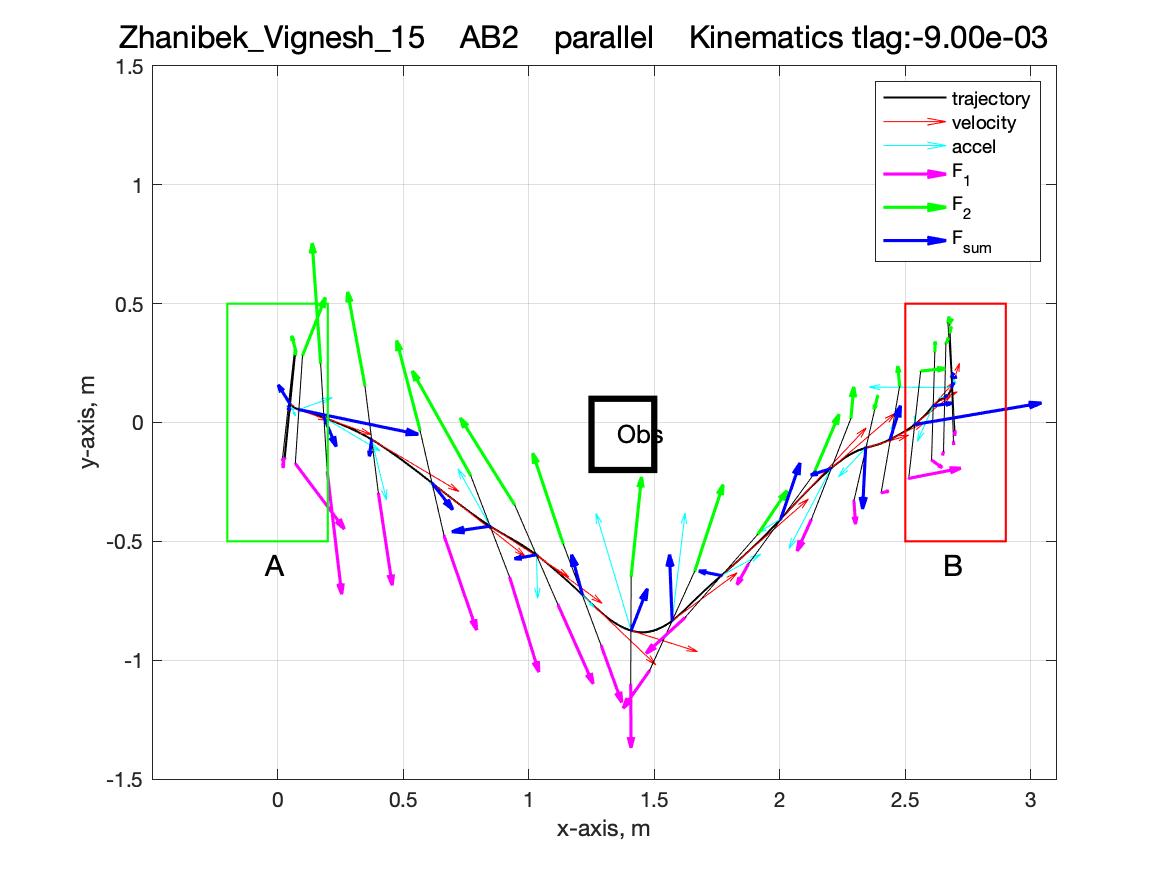 Zhanibek_Vignesh_15 AB2 parallel Kinematics tlag:-9.00e-03
1.5
1
0.5
0
-0.5
-1
-1.5
y-axis, m
trajectory
velocity
accel
F1
F2
Fsum
Obs
A
B
0 0.5 1 1.5 2 2.5 3
x-axis, m